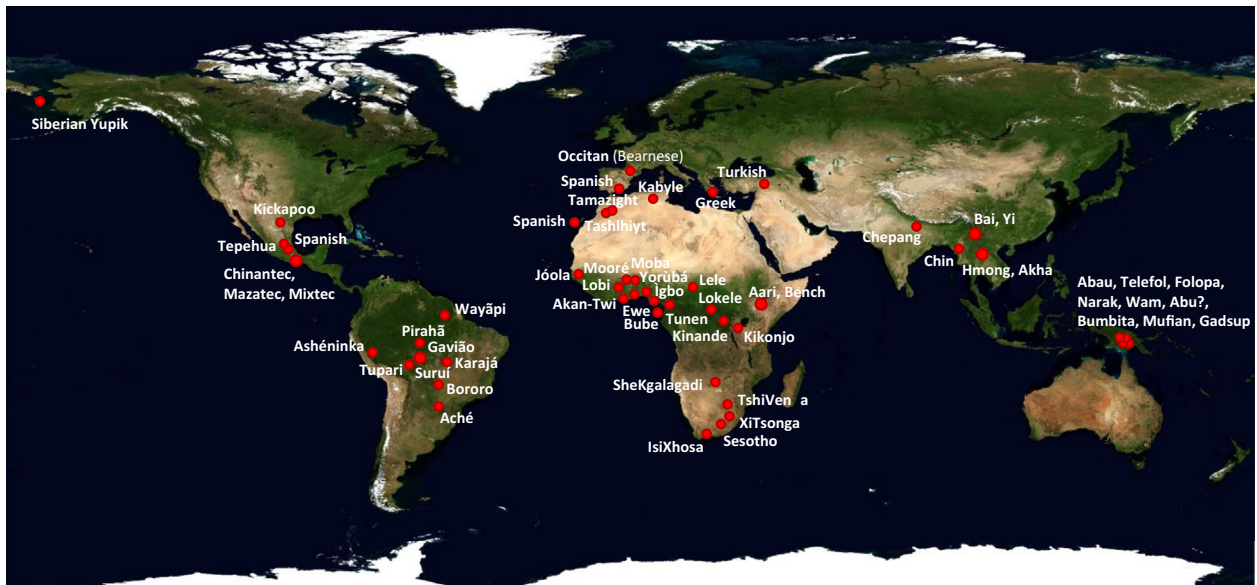 Siberian Yupik
Occitan (Bearnese)
Turkish
Spanish
Kabyle
Greek
Tamazight
Spanish
Tashlhiyt
Kickapoo
Tepehua
Spanish
Chinantec,
Mazatec, Mixtec
Bai, Yi
Chepang
Chin
Hmong, Akha
Jóola
Mooré
Moba
Yorùbá
Lele
Lobi
Igbo
Lokele
Aari, Bench
Akan-Twi
Ewe
Bube
Tunen
Kinande
Kikonjo
Abau, Telefol, Folopa,
Narak, Wam, Abu?,
Bumbita, Mufian, Gadsup
Wayãpi
Pirahã
Ashéninka
Gavião
Karajá
Tupari
Suruí
Bororo
Aché
SheKgalagadi
TshiVen a
XiTsonga
Sesotho
IsiXhosa